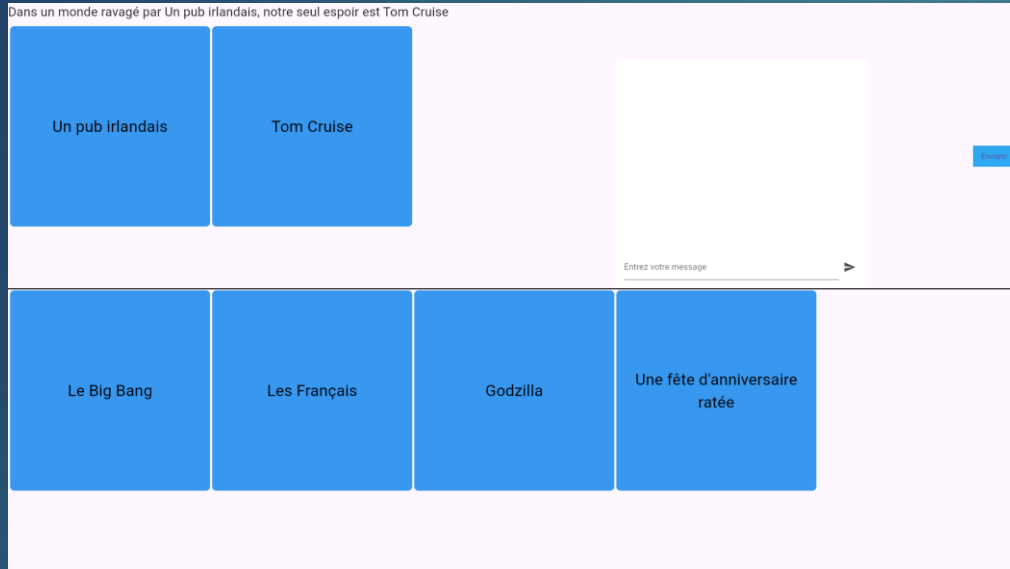 Dans un monde ravagé par Un pub irlandais, notre seul espoir est Tom Cruise
Un pub irlandais
Tom Cruise
Envoyer
Entrez votre message
Le Big Bang
Les Français
Godzilla
Une fête d'anniversaire
ratée